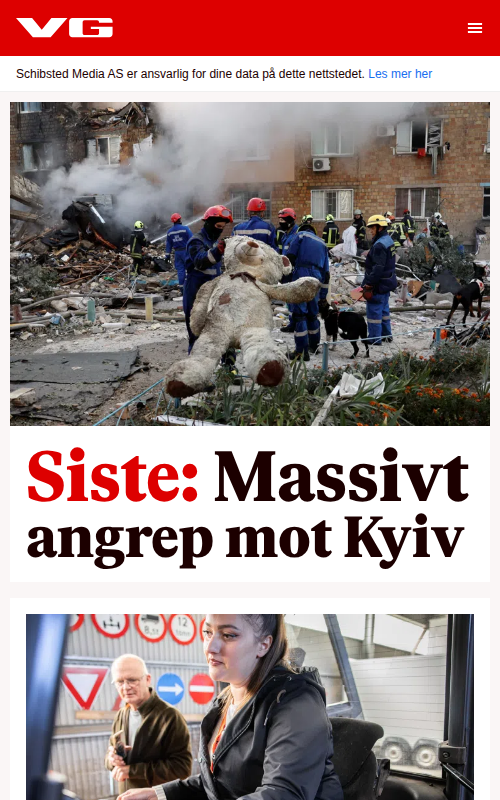 VG
Schibsted Media AS er ansvarlig for dine data på dette nettstedet. Les mer her
Siste: Massivt
angrep mot Kyiv